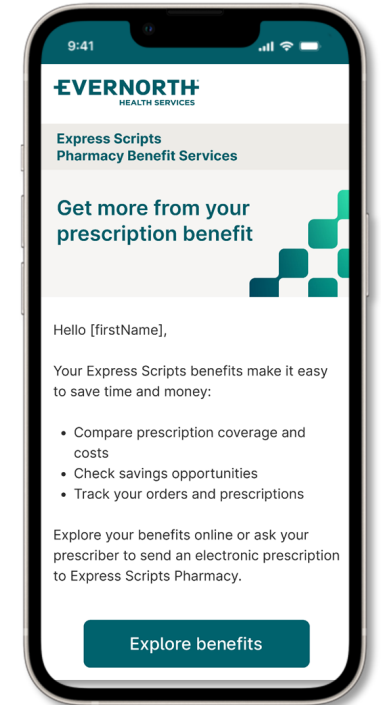 9:41
EVERNORTH
HEALTH SERVICES
Express Scripts
Pharmacy Benefit Services
Get more from your
prescription benefit
Hello [firstName],
Your Express Scripts benefits make it easy
to save time and money:
• Compare prescription coverage and
costs
• Check savings opportunities
• Track your orders and prescriptions
Explore your benefits online or ask your
prescriber to send an electronic prescription
to Express Scripts Pharmacy.
Explore benefits